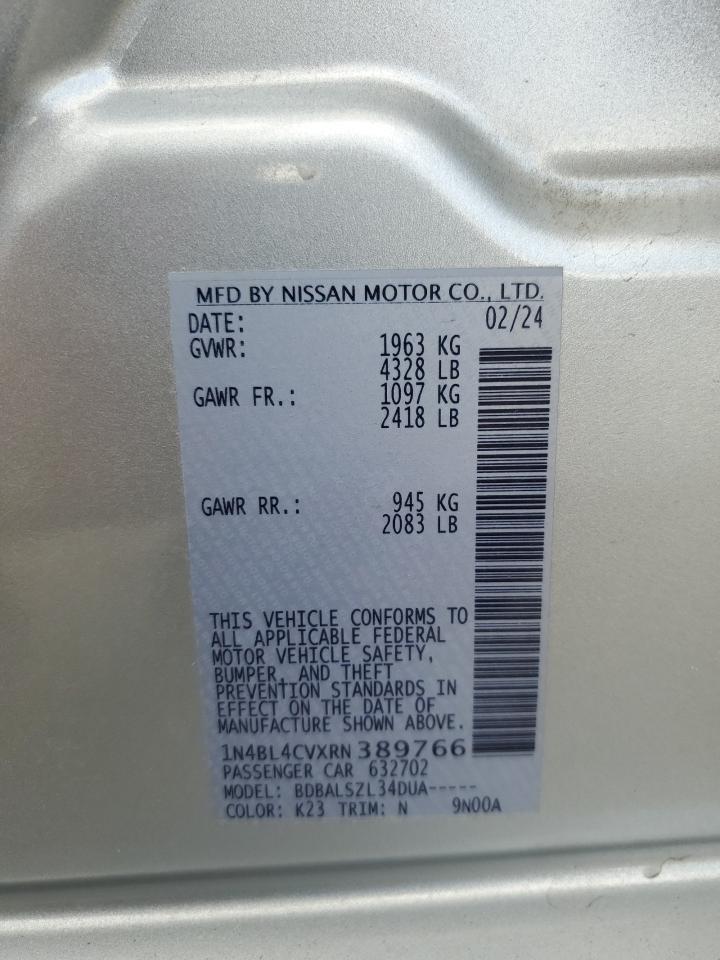 MFD BY NISSAN MOTOR CO., LTD.
DATE: 02/24
GVWR: 1963 KG
4328 LB
GAWR FR.: 1097 KG
2418 LB
GAWR RR.: 945 KG
2083 LB
THIS VEHICLE CONFORMS TO
ALL APPLICABLE FEDERAL
MOTOR VEHICLE SAFETY,
BUMPER, AND THEFT
PREVENTION STANDARDS IN
EFFECT ON THE DATE OF
MANUFACTURE SHOWN ABOVE.
1N4BL4CVXRN389766
PASSENGER CAR 632702
MODEL: BDBALSZL34DUA-----
COLOR: K23 TRIM: N 9N00A